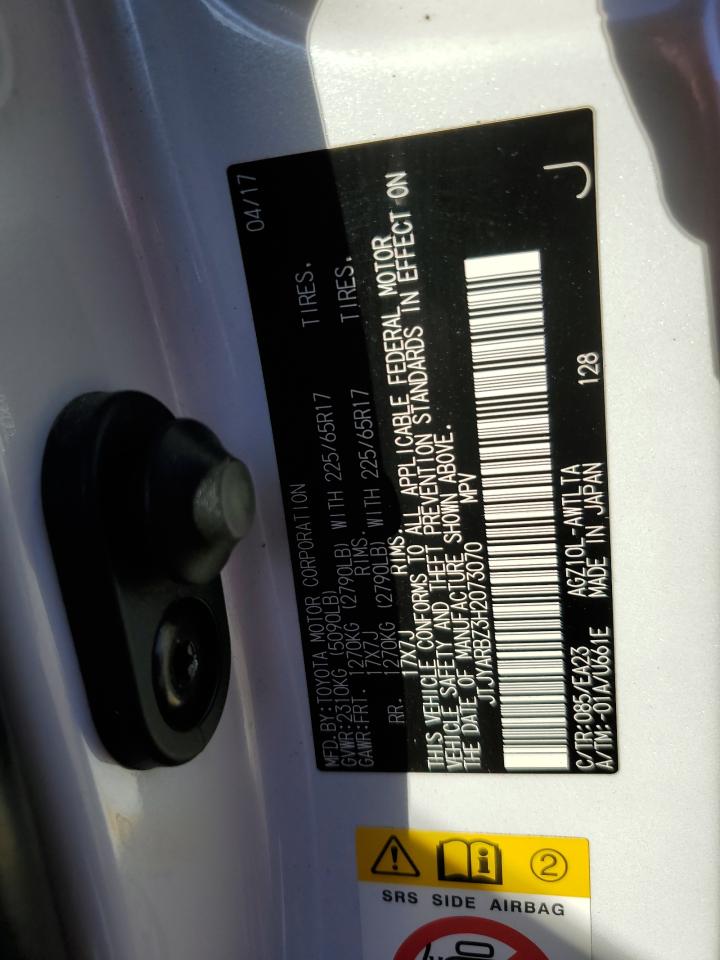 MFD. BY:TOYOTA MOTOR CORPORATION 04/17
GVWR:2310KG (5090LB)
GAWR:FRT. 1270KG (2790LB) WITH 225/65R17 TIRES.
17X7J RIMS.
RR. 1270KG (2790LB) WITH 225/65R17 TIRES.
17X7J RIMS.
THIS VEHICLE CONFORMS TO ALL APPLICABLE FEDERAL MOTOR
VEHICLE SAFETY AND THEFT PREVENTION STANDARDS IN EFFECT ON
THE DATE OF MANUFACTURE SHOWN ABOVE.
JTJYARBZ3H2073070 MPV
C/TR:085/EA23 AGZ10L-AWTLTA 128
A/TM:-01A/U661E MADE IN JAPAN J
2
SRS SIDE AIRBAG